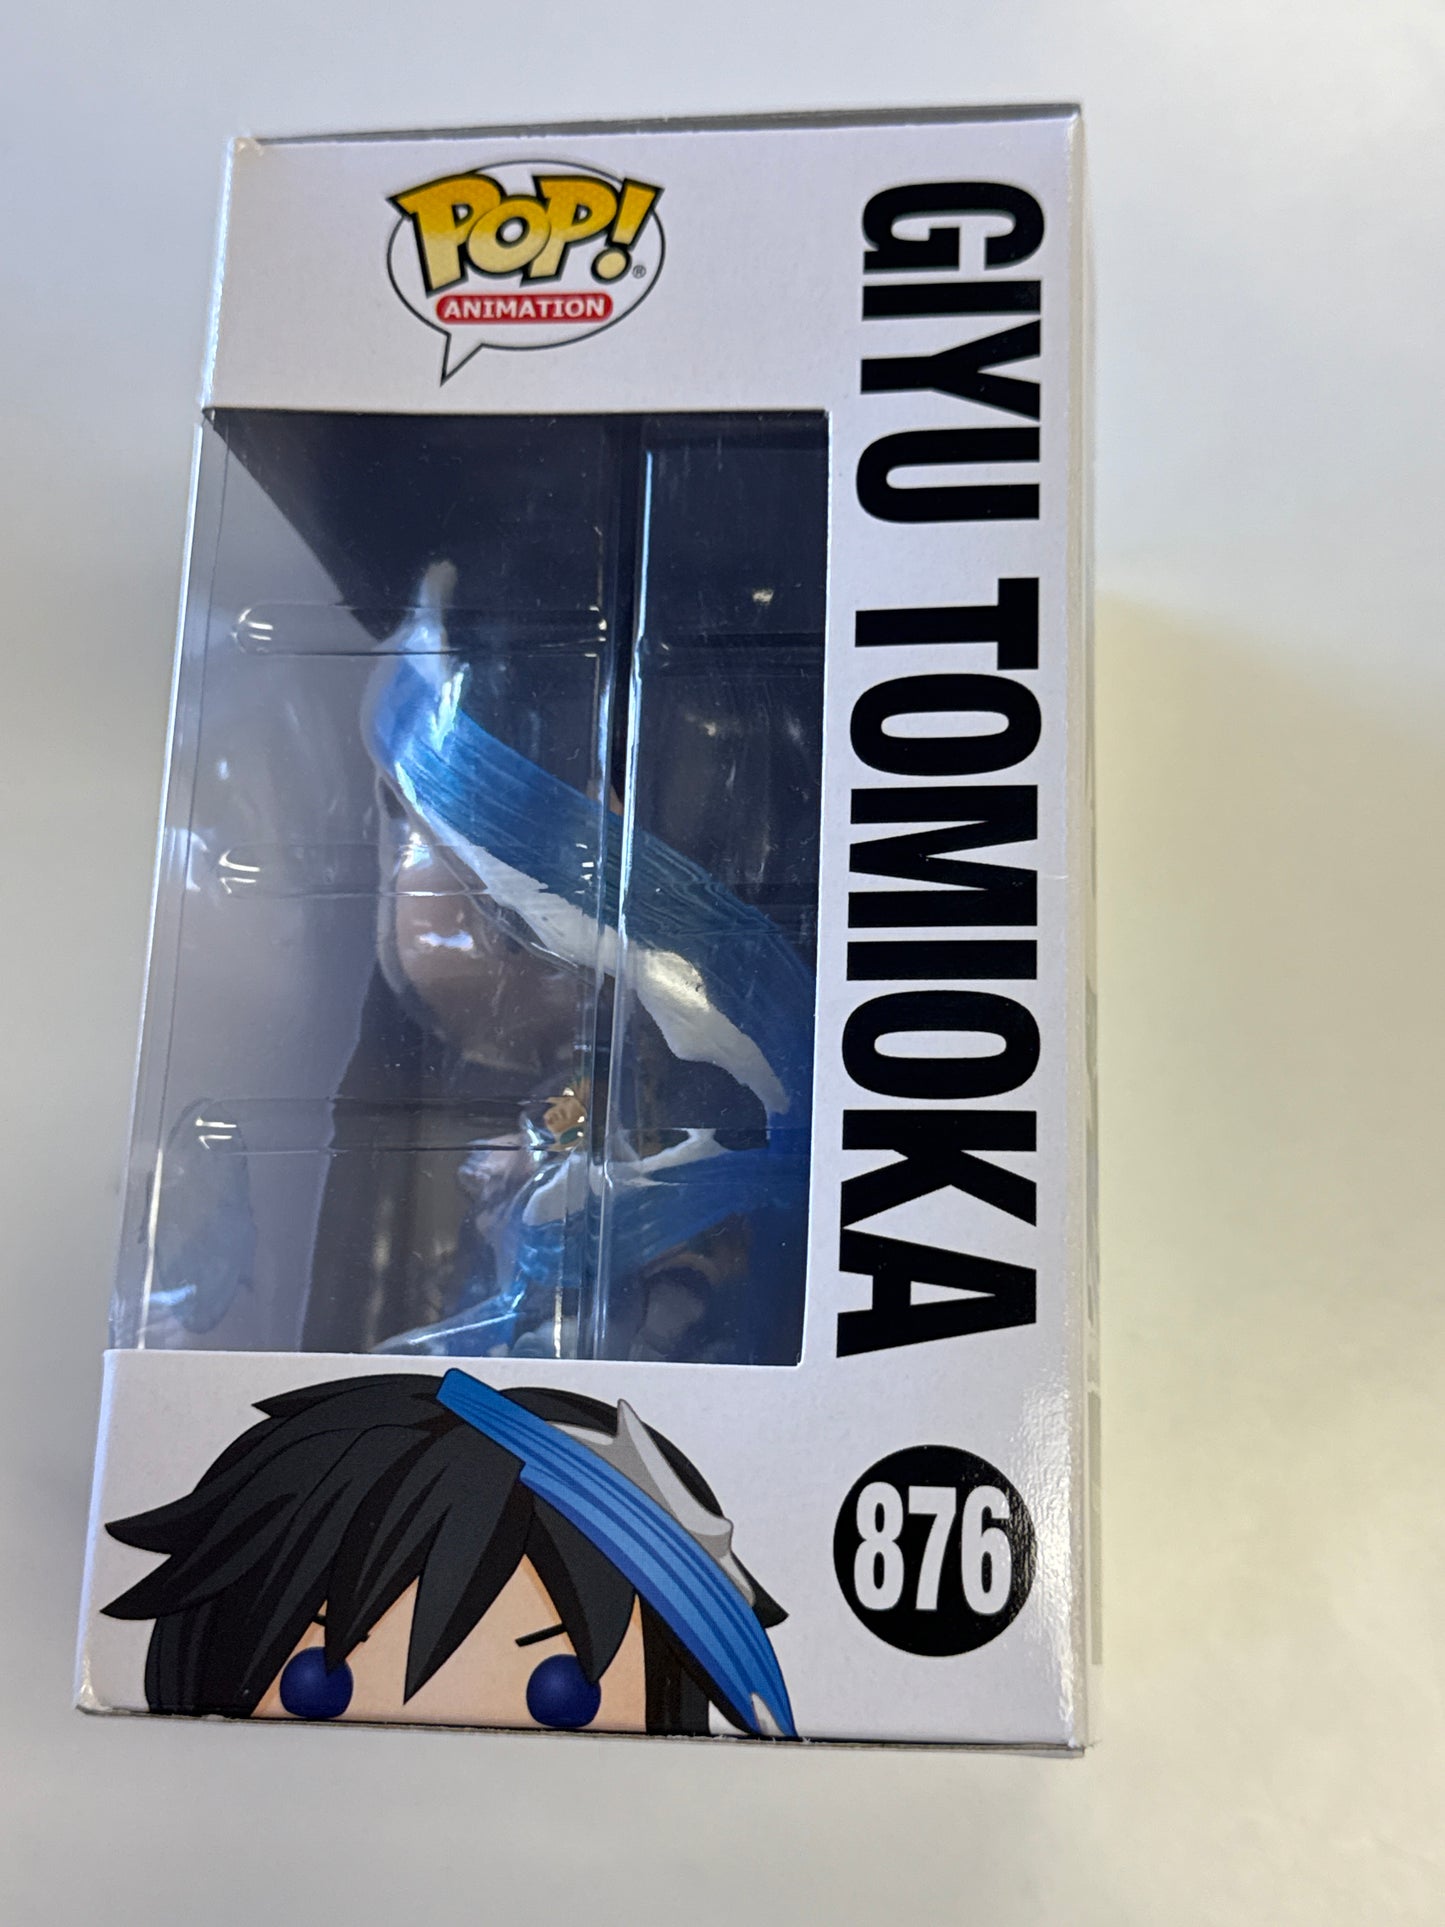 POP!®
ANIMATION
GIYU TOMIOKA
876